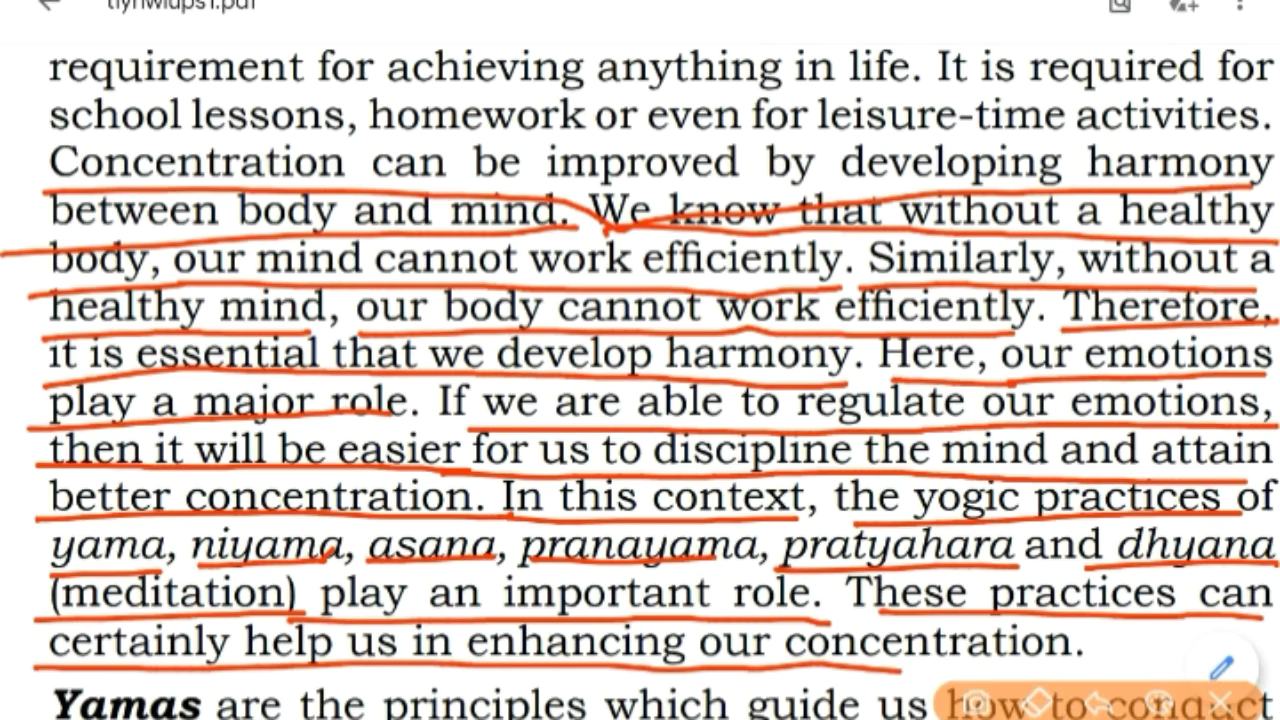 requirement for achieving anything in life. It is required for
school lessons, homework or even for leisure-time activities.
Concentration can be improved by developing harmony
between body and mind. We know that without a healthy
body, our mind cannot work efficiently. Similarly, without a
healthy mind, our body cannot work efficiently. Therefore,
it is essential that we develop harmony. Here, our emotions
play a major role. If we are able to regulate our emotions,
then it will be easier for us to discipline the mind and attain
better concentration. In this context, the yogic practices of
yama, niyama, asana, pranayama, pratyahara and dhyana
(meditation) play an important role. These practices can
certainly help us in enhancing our concentration.
Yamas are the principles which guide us how to conduct